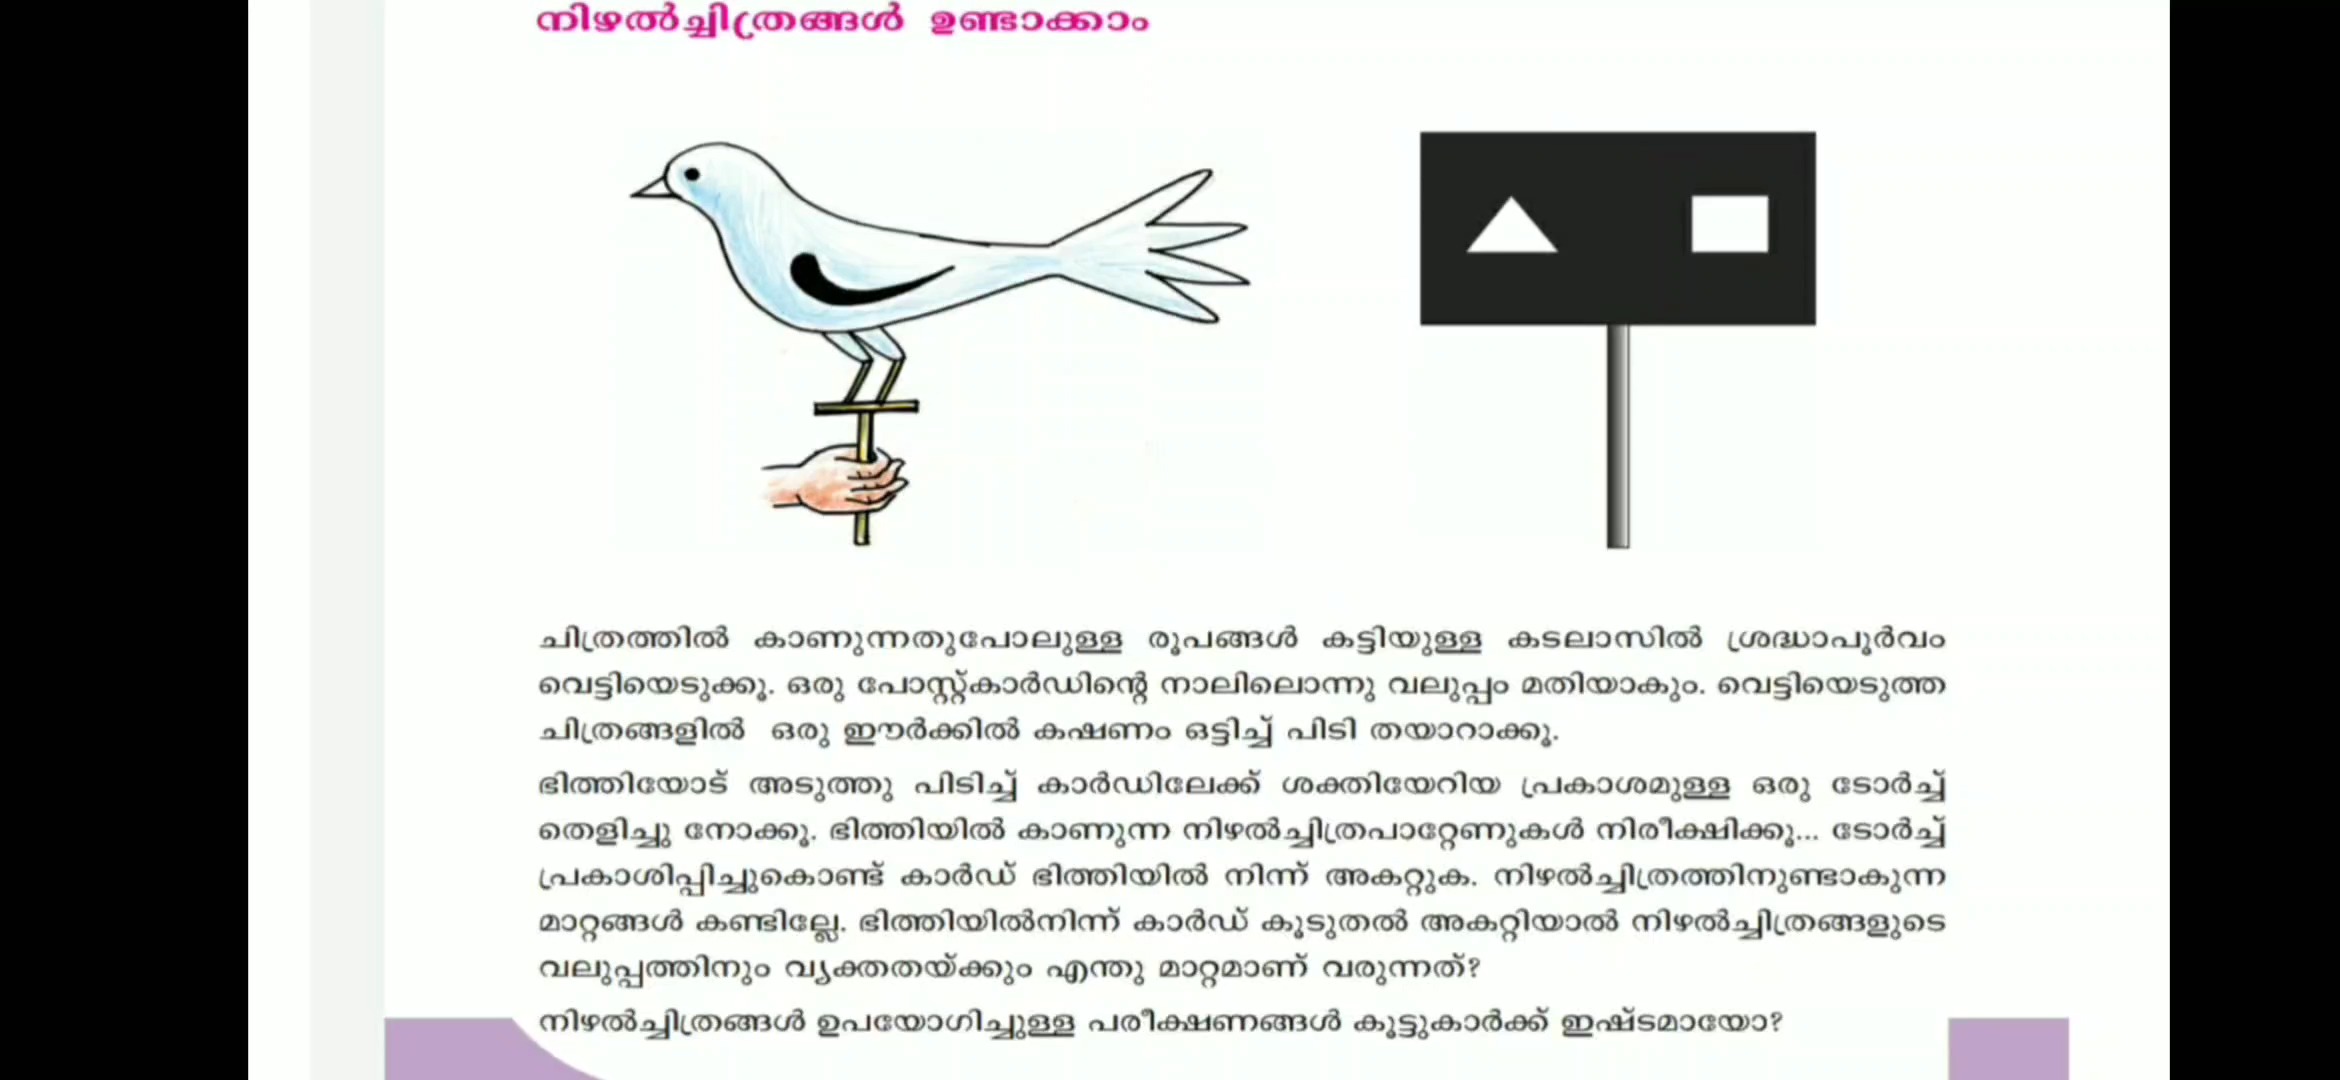 നിഴൽച്ചിത്രങ്ങൾ ഉണ്ടാക്കാം
ചിത്രത്തിൽ കാണുന്നതുപോലുള്ള രൂപങ്ങൾ കട്ടിയുള്ള കടലാസിൽ ശ്രദ്ധാപൂർവം
വെട്ടിയെടുക്കൂ. ഒരു പോസ്റ്റ്കാർഡിന്റെ നാലിലൊന്നു വലുപ്പം മതിയാകും. വെട്ടിയെടുത്ത
ചിത്രങ്ങളിൽ ഒരു ഈർക്കിൽ കഷണം ഒട്ടിച്ച് പിടി തയാറാക്കൂ.
ഭിത്തിയോട് അടുത്തു പിടിച്ച് കാർഡിലേക്ക് ശക്തിയേറിയ പ്രകാശമുള്ള ഒരു ടോർച്ച്
തെളിച്ചു നോക്കൂ. ഭിത്തിയിൽ കാണുന്ന നിഴൽച്ചിത്രപാറ്റേണുകൾ നിരീക്ഷിക്കൂ... ടോർച്ച്
പ്രകാശിപ്പിച്ചുകൊണ്ട് കാർഡ് ഭിത്തിയിൽ നിന്ന് അകറ്റുക. നിഴൽച്ചിത്രത്തിനുണ്ടാകുന്ന
മാറ്റങ്ങൾ കണ്ടില്ലേ. ഭിത്തിയിൽനിന്ന് കാർഡ് കൂടുതൽ അകറ്റിയാൽ നിഴൽച്ചിത്രങ്ങളുടെ
വലുപ്പത്തിനും വ്യക്തതയ്ക്കും എന്തു മാറ്റമാണ് വരുന്നത്?
നിഴൽച്ചിത്രങ്ങൾ ഉപയോഗിച്ചുള്ള പരീക്ഷണങ്ങൾ കൂട്ടുകാർക്ക് ഇഷ്ടമായോ?